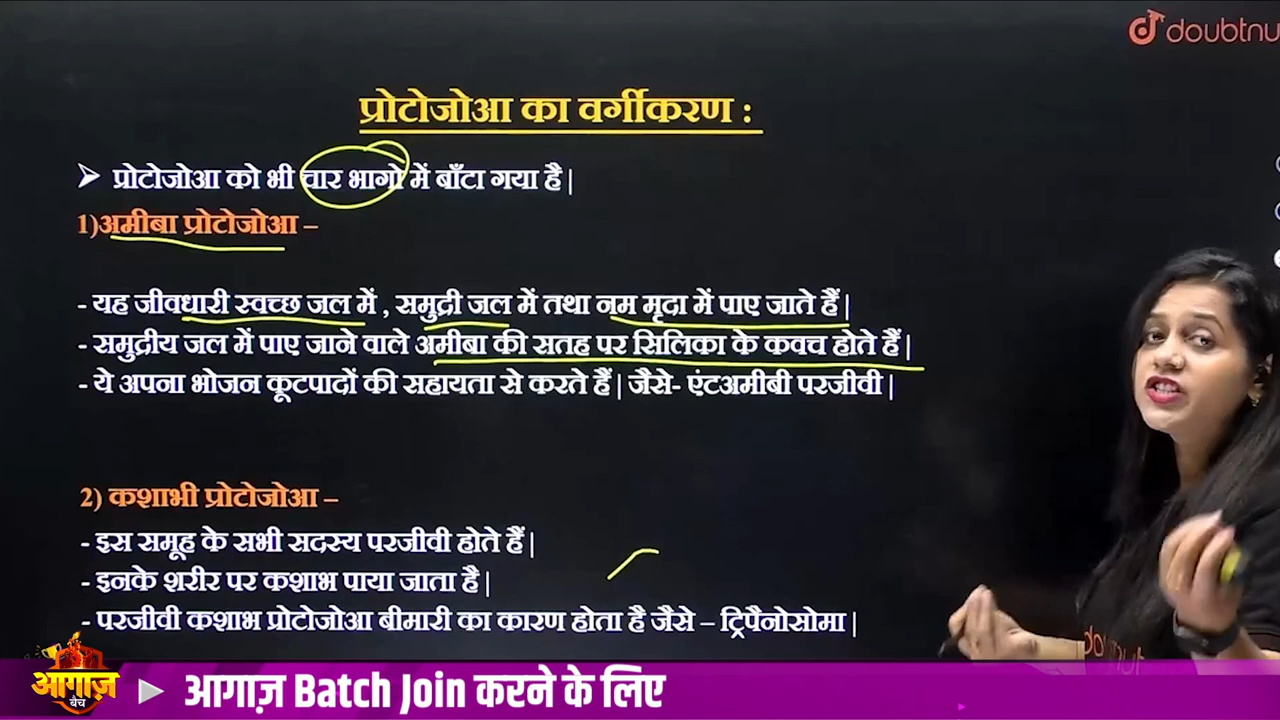 doubtnu
प्रोटोजोआ का वर्गीकरण :
➤ प्रोटोजोआ को भी चार भागो में बाँटा गया है |
1)अमीबा प्रोटोजोआ –
- यह जीवधारी स्वच्छ जल में , समुद्री जल में तथा नम मृदा में पाए जाते हैं |
- समुद्रीय जल में पाए जाने वाले अमीबा की सतह पर सिलिका के कवच होते हैं |
- ये अपना भोजन कूटपादों की सहायता से करते हैं | जैसे- एंटअमीबी परजीवी |
2) कशाभी प्रोटोजोआ –
- इस समूह के सभी सदस्य परजीवी होते हैं |
- इनके शरीर पर कशाभ पाया जाता है |
- परजीवी कशाभ प्रोटोजोआ बीमारी का कारण होता है जैसे – ट्रिपैनोसोमा |
आगाज़
बैच
आगाज़ Batch Join करने के लिए